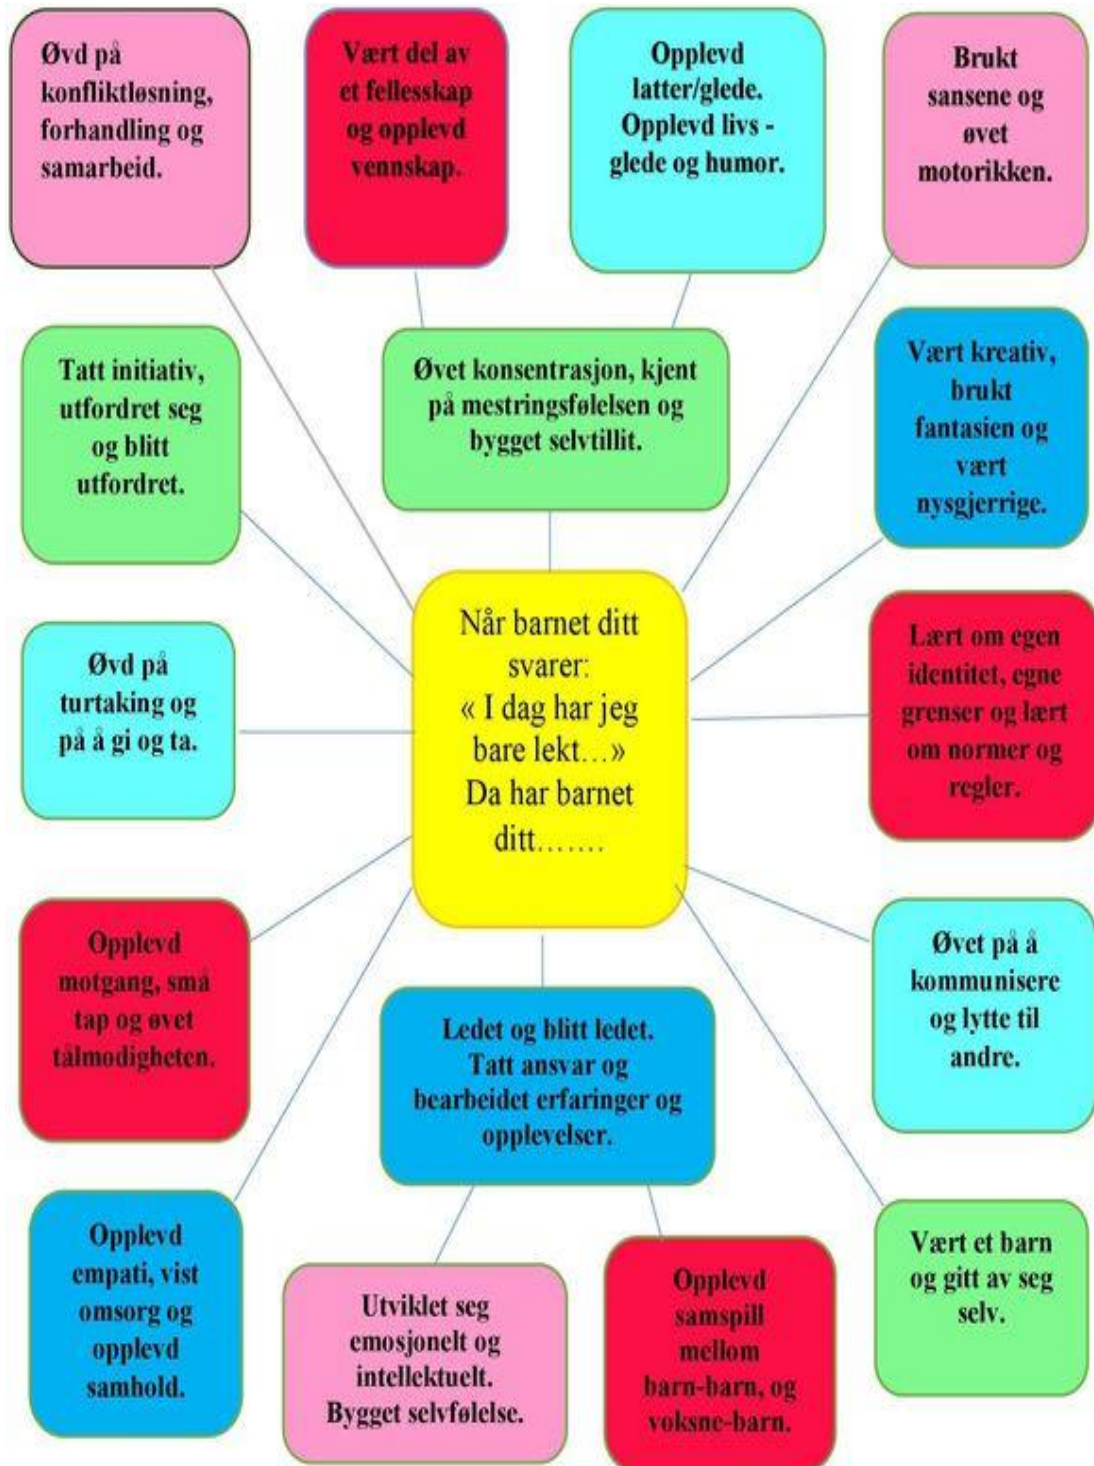 Øvd på
konfliktløsning,
forhandling og
samarbeid.
Vært del av
et fellesskap
og opplevd
vennskap.
Opplevd
latter/glede.
Opplevd livs -
glede og humor.
Brukt
sansene og
øvet
motorikken.
Tatt initiativ,
utfordret seg
og blitt
utfordret.
Øvet konsentrasjon, kjent
på mestringsfølelsen og
bygget selvtillit.
Vært kreativ,
brukt
fantasien og
vært
nysgjerrige.
Øvd på
turtaking og
på å gi og ta.
Når barnet ditt
svarer:
« I dag har jeg
bare lekt…»
Da har barnet
ditt…….
Lært om egen
identitet, egne
grenser og lært
om normer og
regler.
Opplevd
motgang, små
tap og øvet
tålmodigheten.
Ledet og blitt ledet.
Tatt ansvar og
bearbeidet erfaringer og
opplevelser.
Øvet på å
kommunisere
og lytte til
andre.
Opplevd
empati, vist
omsorg og
opplevd
samhold.
Utviklet seg
emosjonelt og
intellektuelt.
Bygget selvfølelse.
Opplevd
samspill
mellom
barn-barn, og
voksne-barn.
Vært et barn
og gitt av seg
selv.